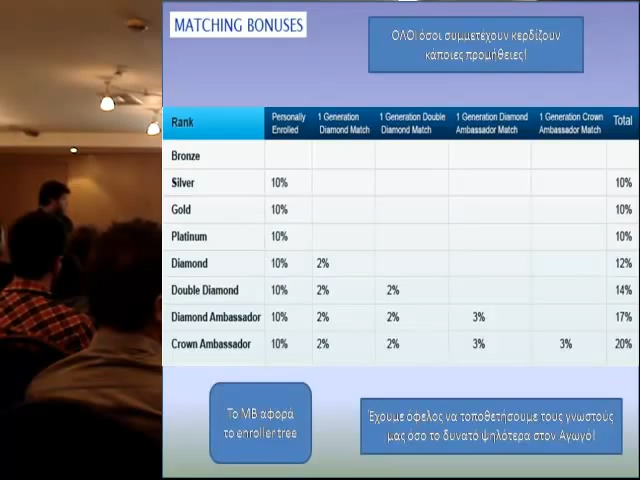 MATCHING BONUSES
ΟΛΟΙ όσοι συμμετέχουν κερδίζουν
κάποιες προμήθειες!
Rank Personally Enrolled 1 Generation Diamond Match 1 Generation Double Diamond Match 1 Generation Diamond Ambassador Match 1 Generation Crown Ambassador Match Total
Bronze
Silver 10% 10%
Gold 10% 10%
Platinum 10% 10%
Diamond 10% 2% 12%
Double Diamond 10% 2% 2% 14%
Diamond Ambassador 10% 2% 2% 3% 17%
Crown Ambassador 10% 2% 2% 3% 3% 20%
Το MB αφορά
το enroller tree
Έχουμε όφελος να τοποθετήσουμε τους γνωστούς
μας όσο το δυνατό ψηλότερα στον Αγωγό!